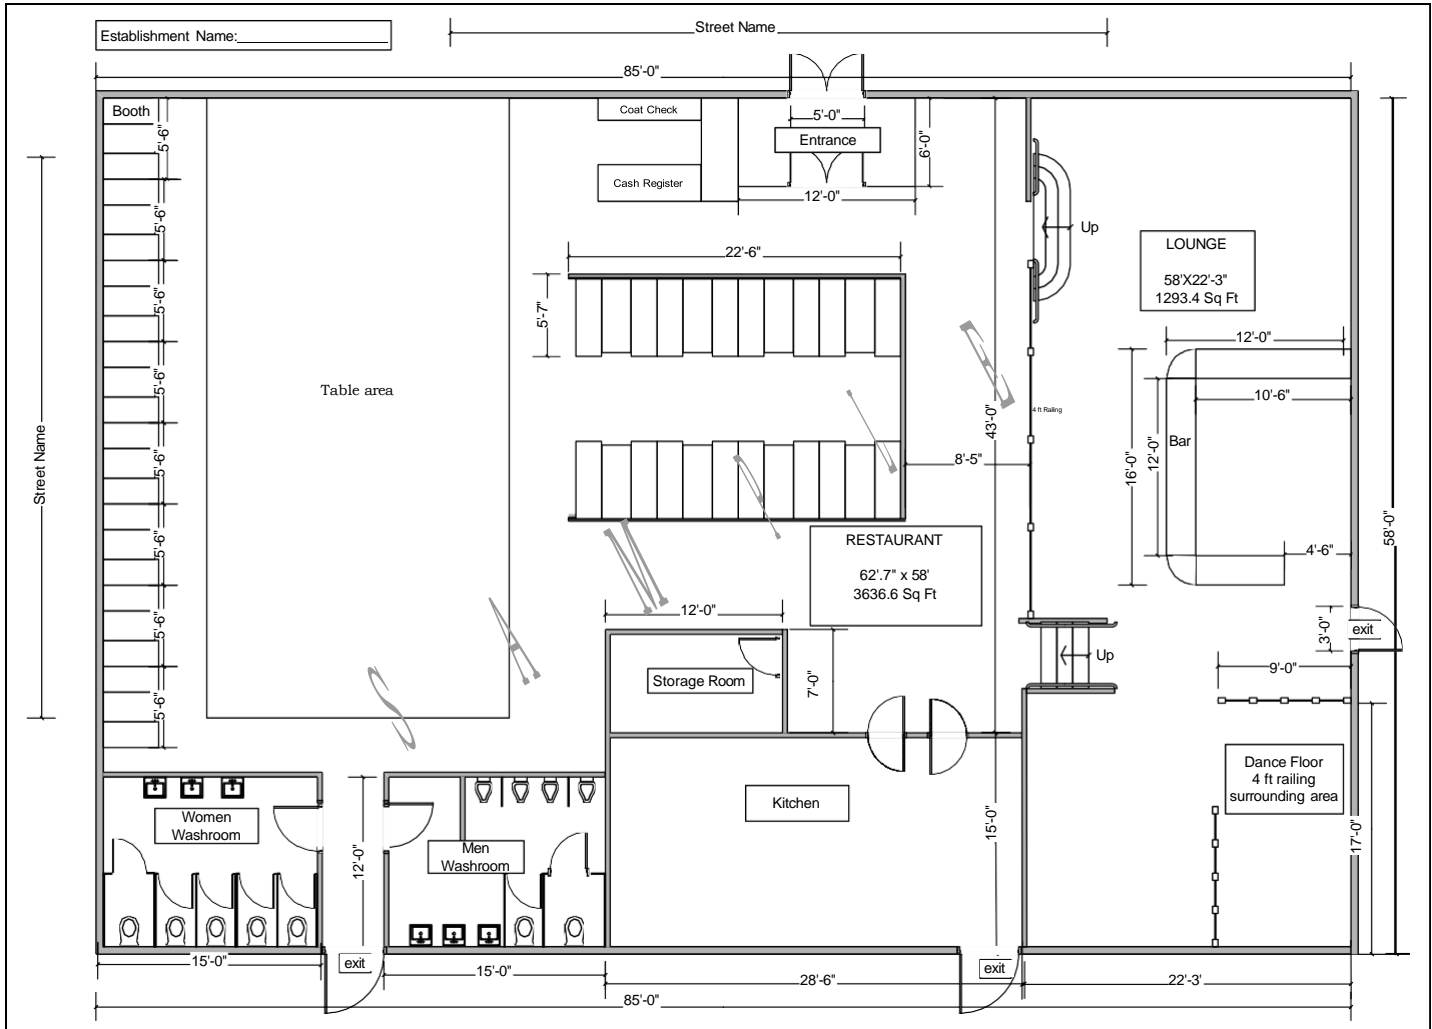 Street Name
Establishment Name:
85'-0"
Booth
Coat Check
5'-0"
Entrance
6'-0"
5'-6"
Cash Register
12'-0"
5'-6"
Up
LOUNGE
58'X22'-3"
1293.4 Sq Ft
22'-6"
5'-6"
5'-7"
12'-0"
5'-6"
Table area
10'-6"
4 ft Railing
43'-0"
Street Name
5'-6"
Bar
8'-5"
16'-0"
12'-0"
58'-0"
SAMPLE
RESTAURANT
62'.7" x 58'
3636.6 Sq Ft
5'-6"
4'-6"
12'-0"
5'-6"
3'-0"
exit
Storage Room
Up
9'-0"
7'-0"
5'-6"
Dance Floor
4 ft railing
surrounding area
Kitchen
Women
Washroom
15'-0"
17'-0"
Men
Washroom
12'-0"
15'-0"
exit
15'-0"
exit
28'-6"
22'-3'
85'-0"